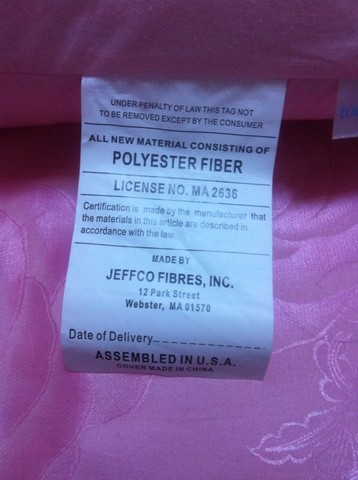 UNDER PENALTY OF LAW THIS TAG NOT
TO BE REMOVED EXCEPT BY THE CONSUMER
ALL NEW MATERIAL CONSISTING OF
POLYESTER FIBER
LICENSE NO. MA 2636
Certification is made by the manufacturer that
the materials in this article are described in
accordance with the law.
MADE BY
JEFFCO FIBRES, INC.
12 Park Street
Webster, MA 01570
Date of Delivery
ASSEMBLED IN U.S.A.
COVER MADE IN CHINA